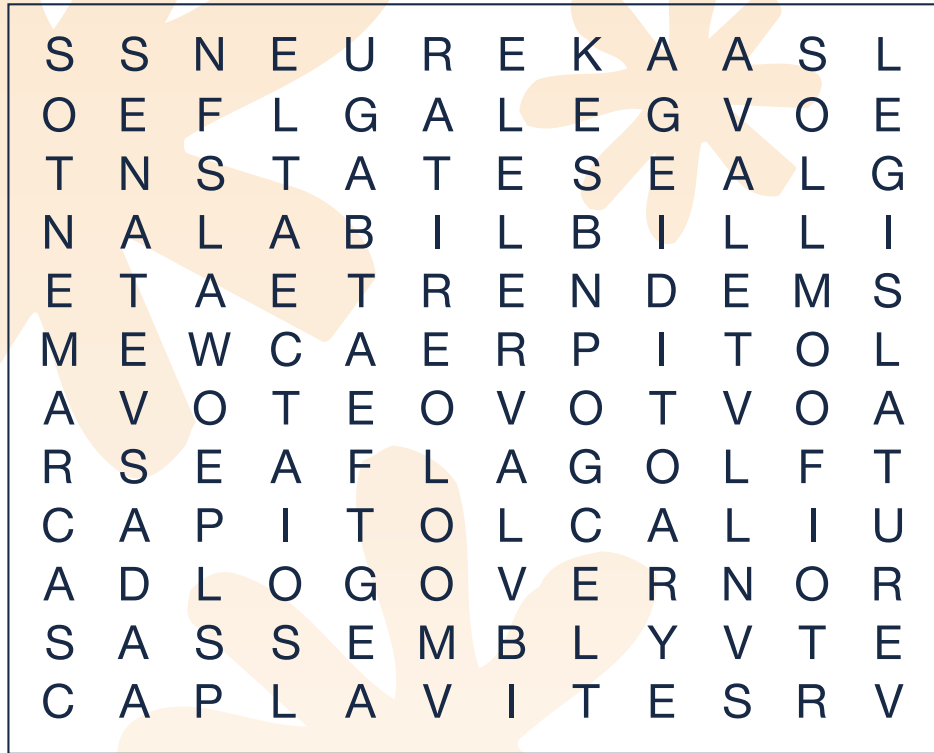 S S N E U R E K A A S L
O E F L G A L E G V O E
T N S T A T E S E A L G
N A L A B I L B I L L I
E T A E T R E N D E M S
M E W C A E R P I T O L
A V O T E O V O T V O A
R S E A F L A G O L F T
C A P I T O L C A L I U
A D L O G O V E R N O R
S A S S E M B L Y V T E
C A P L A V I T E S R V